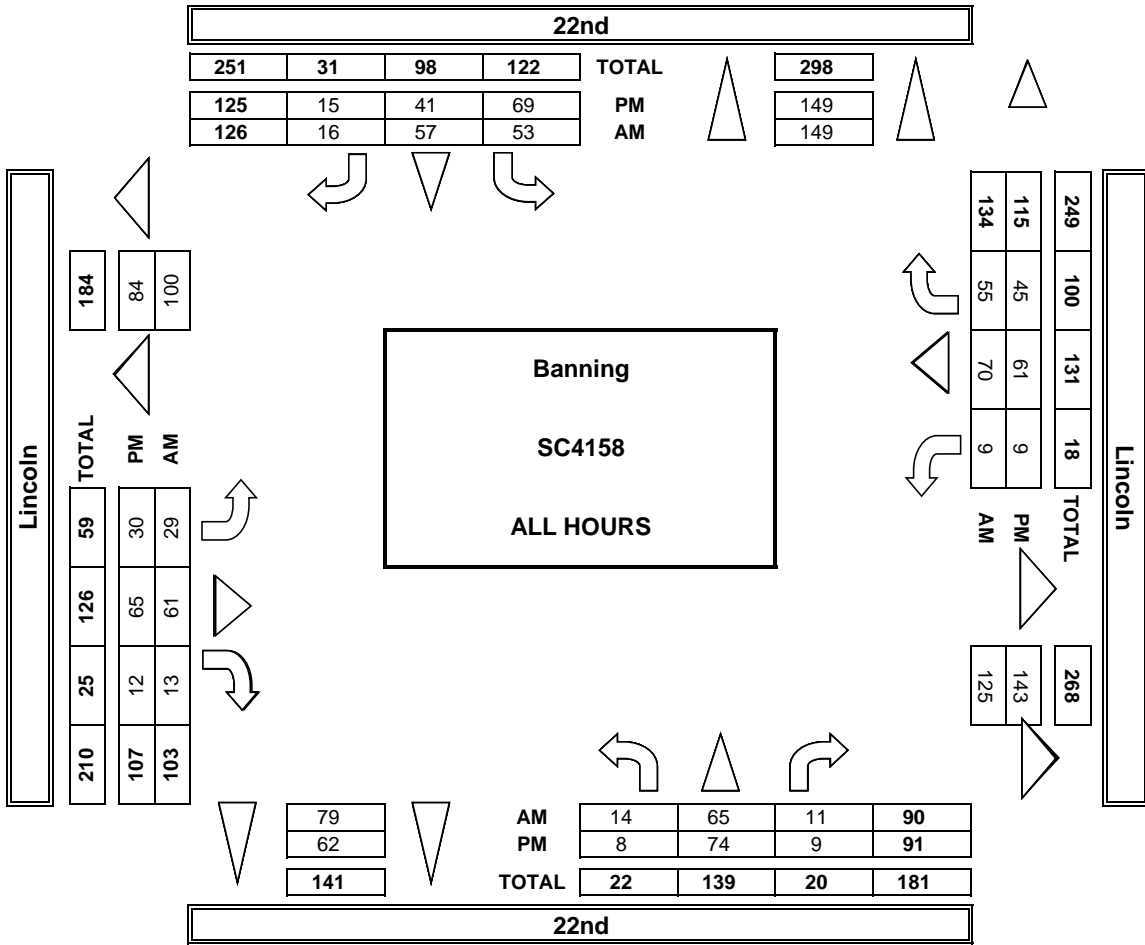 22nd
251 31 98 122 TOTAL 298
125 15 41 69 PM 149
126 16 57 53 AM 149
Lincoln
184 84 100
TOTAL PM AM
59 30 29
126 65 61
25 12 13
210 107 103
Banning
SC4158
ALL HOURS
134 115 249
55 45 100
70 61 131
9 9 18
AM PM TOTAL
125 143 268
Lincoln
79 AM 14 65 11 90
62 PM 8 74 9 91
141 TOTAL 22 139 20 181
22nd